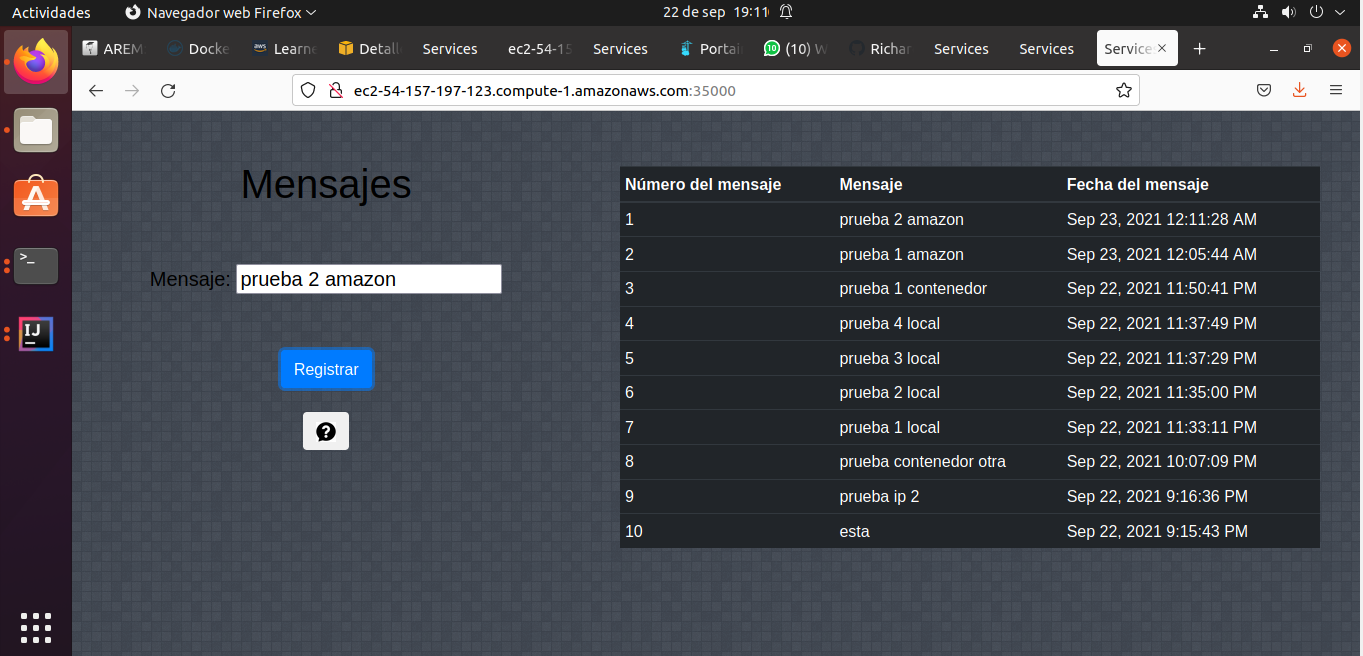 Actividades Navegador web Firefox 22 de sep 19:11
AREM Docke aws Learne Detall Services ec2-54-15 Services Portai 10 (10) W Richar Services Services Service
ec2-54-157-197-123.compute-1.amazonaws.com:35000
Mensajes
Mensaje: prueba 2 amazon
Registrar
Número del mensaje Mensaje Fecha del mensaje
1 prueba 2 amazon Sep 23, 2021 12:11:28 AM
2 prueba 1 amazon Sep 23, 2021 12:05:44 AM
3 prueba 1 contenedor Sep 22, 2021 11:50:41 PM
4 prueba 4 local Sep 22, 2021 11:37:49 PM
5 prueba 3 local Sep 22, 2021 11:37:29 PM
6 prueba 2 local Sep 22, 2021 11:35:00 PM
7 prueba 1 local Sep 22, 2021 11:33:11 PM
8 prueba contenedor otra Sep 22, 2021 10:07:09 PM
9 prueba ip 2 Sep 22, 2021 9:16:36 PM
10 esta Sep 22, 2021 9:15:43 PM
>_
IJ